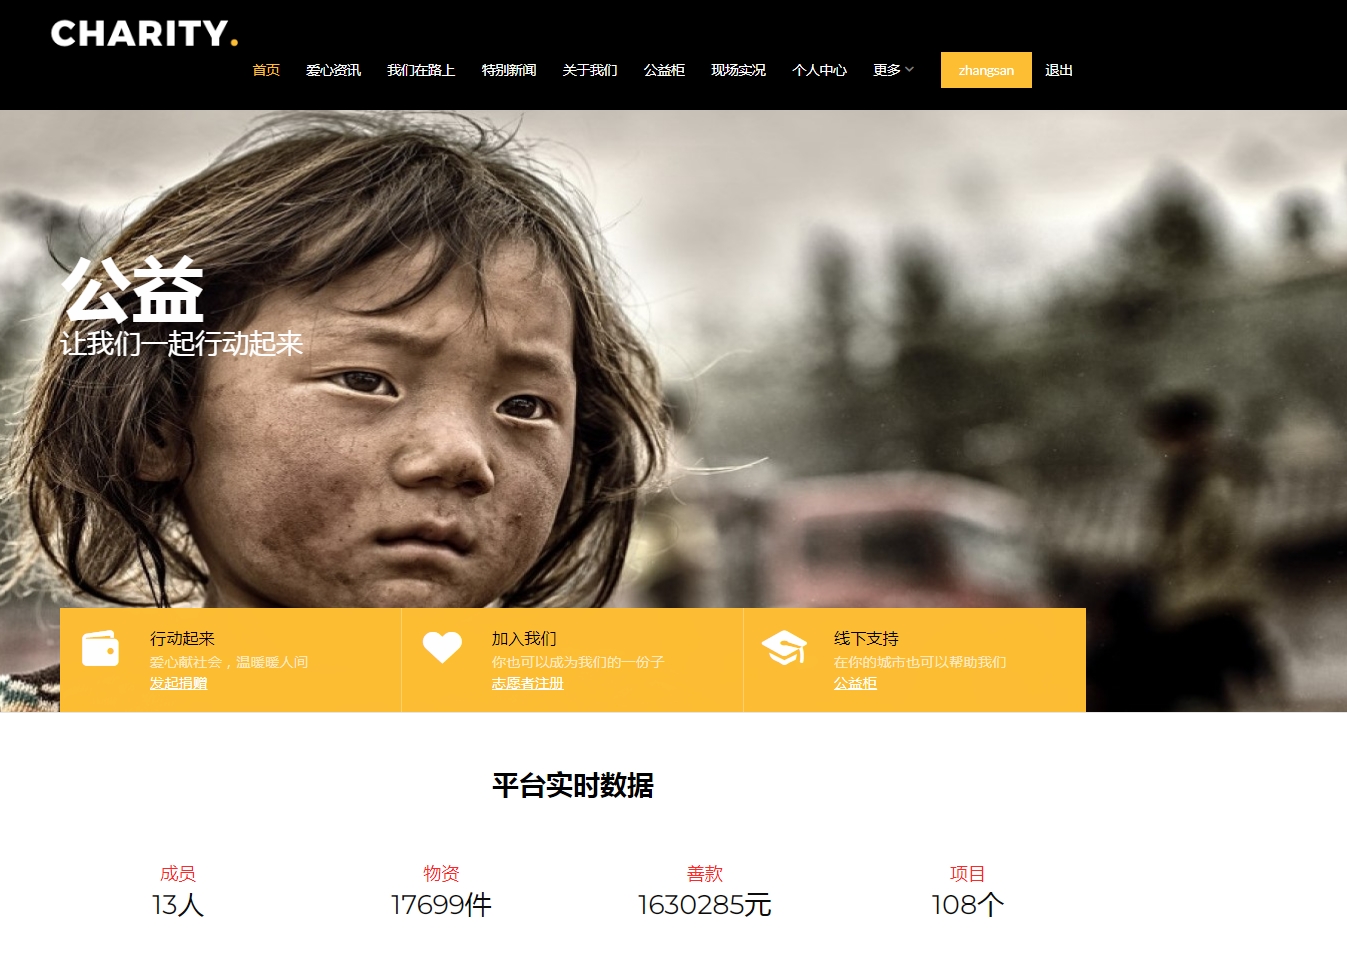 CHARITY.
首页 爱心资讯 我们在路上 特别新闻 关于我们 公益柜 现场实况 个人中心 更多 zhangsan 退出
公益
让我们一起行动起来
行动起来
爱心献社会，温暖暖人间
发起捐赠
加入我们
你也可以成为我们的一份子
志愿者注册
线下支持
在你的城市也可以帮助我们
公益柜
平台实时数据
成员 物资 善款 项目
13人 17699件 1630285元 108个